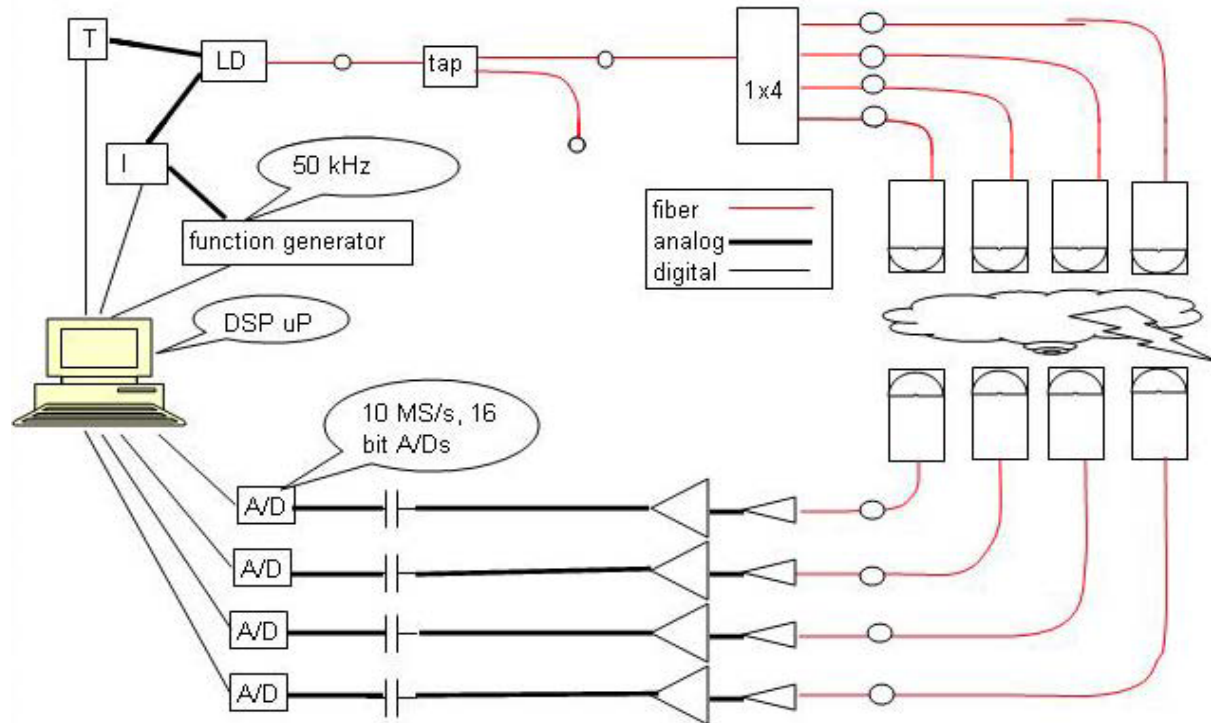 T
LD
tap
1x4
I
50 kHz
function generator
fiber
analog
digital
DSP uP
10 MS/s, 16
bit A/Ds
A/D
A/D
A/D
A/D